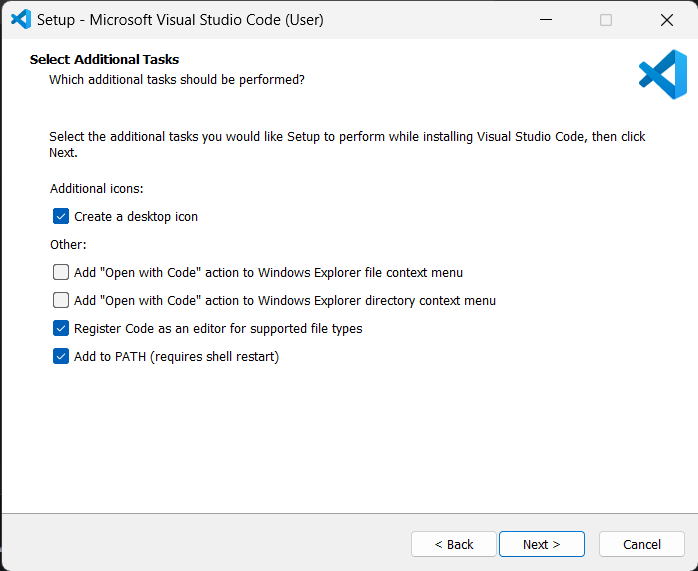 Setup - Microsoft Visual Studio Code (User)
Select Additional Tasks
Which additional tasks should be performed?
Select the additional tasks you would like Setup to perform while installing Visual Studio Code, then click
Next.
Additional icons:
Create a desktop icon
Other:
Add "Open with Code" action to Windows Explorer file context menu
Add "Open with Code" action to Windows Explorer directory context menu
Register Code as an editor for supported file types
Add to PATH (requires shell restart)
< Back
Next >
Cancel